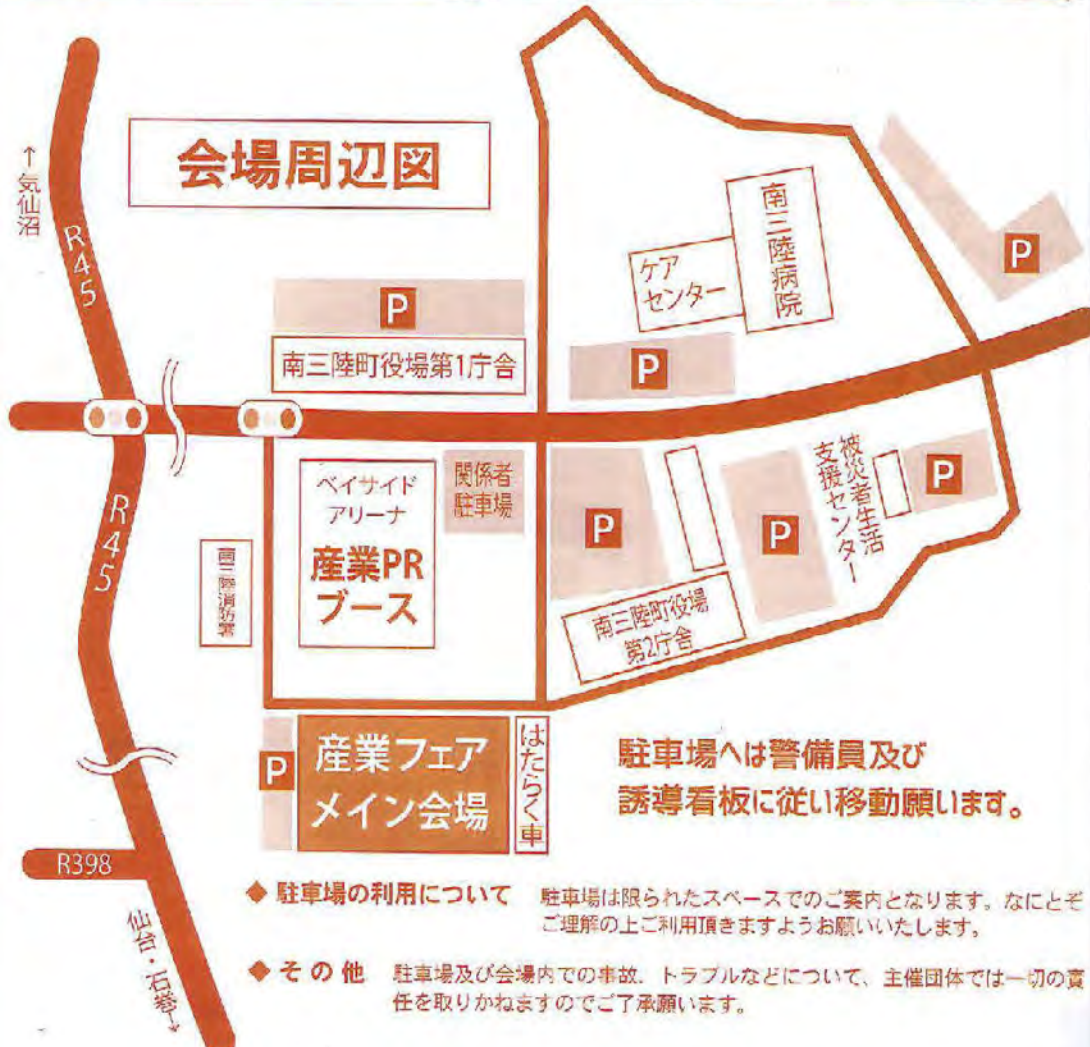 会場周辺図
↑気仙沼
R45
P
南三陸町役場第1庁舎
ケア
センター
南三陸病院
P
P
R45
南三陸消防署
ベイサイド
アリーナ
産業PR
ブース
関係者
駐車場
P
南三陸町役場
第2庁舎
P
被災者生活
支援センター
P
P
産業フェア
メイン会場
はたらく車
駐車場へは警備員及び
誘導看板に従い移動願います。
R398
仙台・石巻→
◆ 駐車場の利用について 駐車場は限られたスペースでのご案内となります。なにとぞ
ご理解の上ご利用頂きますようお願いいたします。
◆ その他 駐車場及び会場内での事故、トラブルなどについて、主催団体では一切の責
任を取りかねますのでご了承願います。